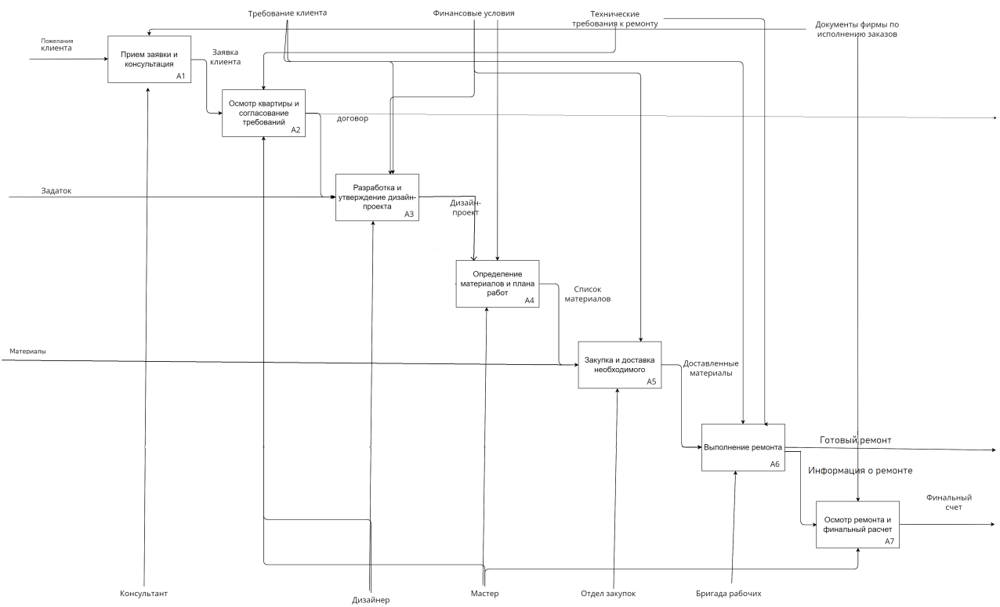 Требование клиента
Финансовые условия
Технические
требования к ремонту
Документы фирмы по
исполнению заказов
Пожелания
клиента
Прием заявки и
консультация
A1
Заявка
клиента
Осмотр квартиры и
согласование
требований
A2
договор
Задаток
Разработка и
утверждение дизайн-
проекта
A3
Дизайн-
проект
Определение
материалов и плана
работ
A4
Список
материалов
Материалы
Закупка и доставка
необходимого
A5
Доставленные
материалы
Выполнение ремонта
A6
Готовый ремонт
Информация о ремонте
Осмотр ремонта и
финальный расчет
A7
Финальный
счет
Консультант
Дизайнер
Мастер
Отдел закупок
Бригада рабочих